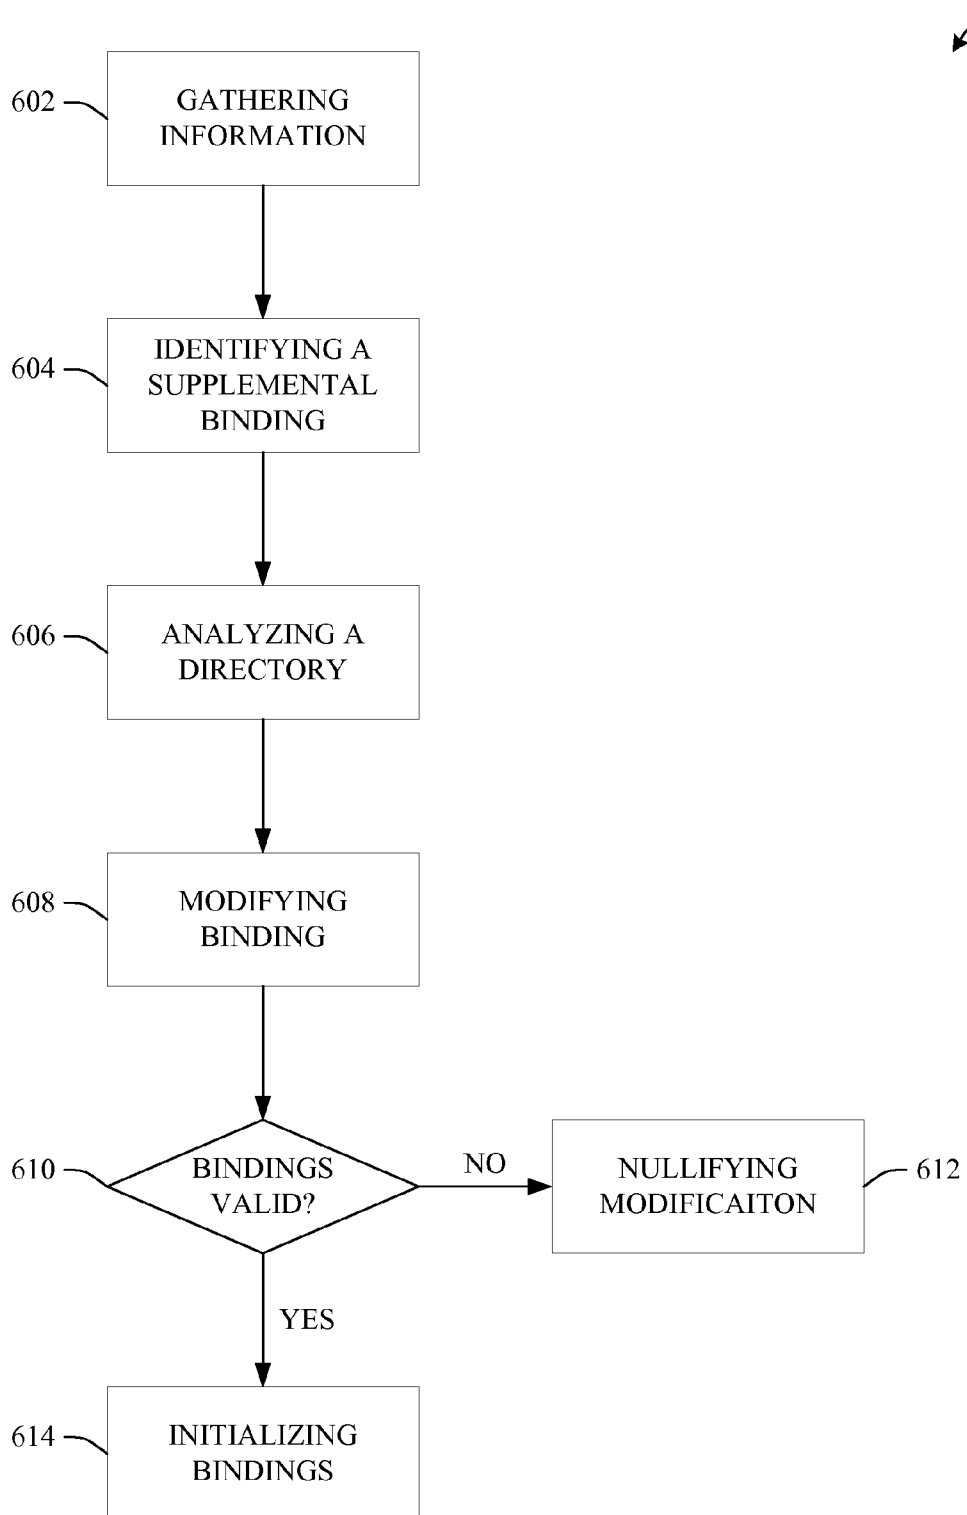 602
GATHERING
INFORMATION
604
IDENTIFYING A
SUPPLEMENTAL
BINDING
606
ANALYZING A
DIRECTORY
608
MODIFYING
BINDING
610
BINDINGS
VALID?
NO
NULLIFYING
MODIFICAITON
612
YES
614
INITIALIZING
BINDINGS